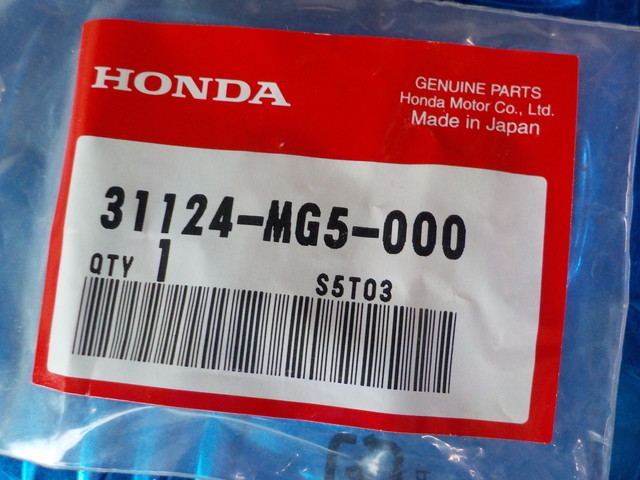 HONDA
GENUINE PARTS
Honda Motor Co., Ltd.
Made in Japan
31124-MG5-000
QTY 1
S5T03